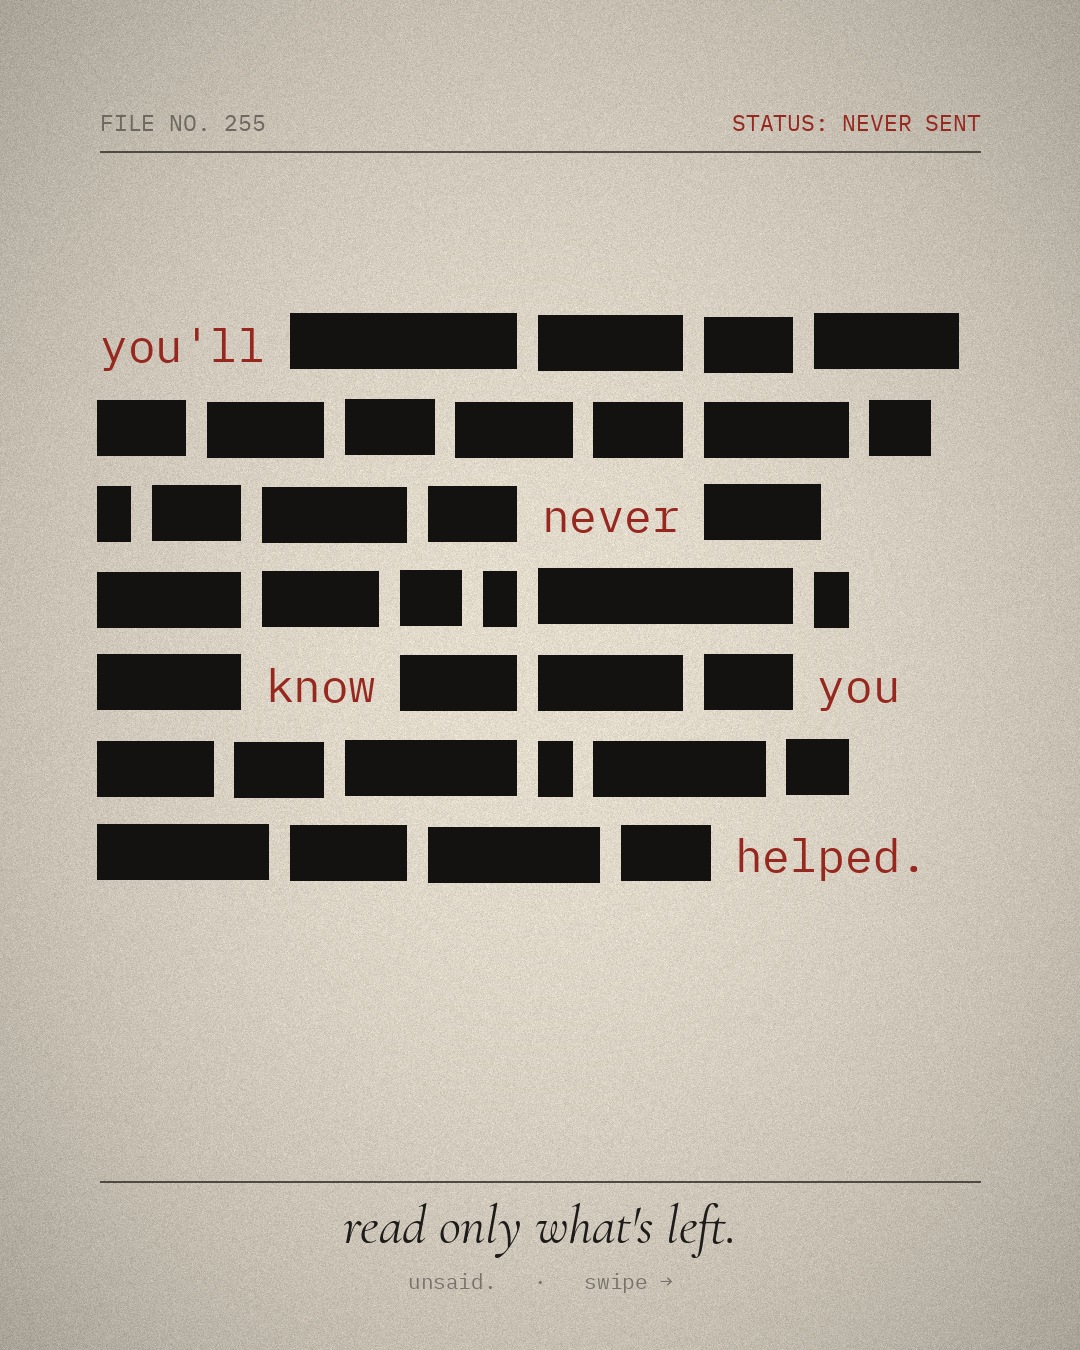 FILE NO. 255
STATUS: NEVER SENT
you'll
never
know you
helped.
read only what's left.
unsaid. · swipe →